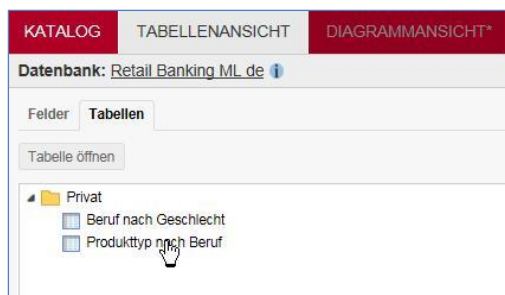 KATALOG TABELLENANSICHT DIAGRAMMANSICHT*
Datenbank: Retail Banking ML de i
Felder Tabellen
Tabelle öffnen
Privat
Beruf nach Geschlecht
Produkttyp nach Beruf